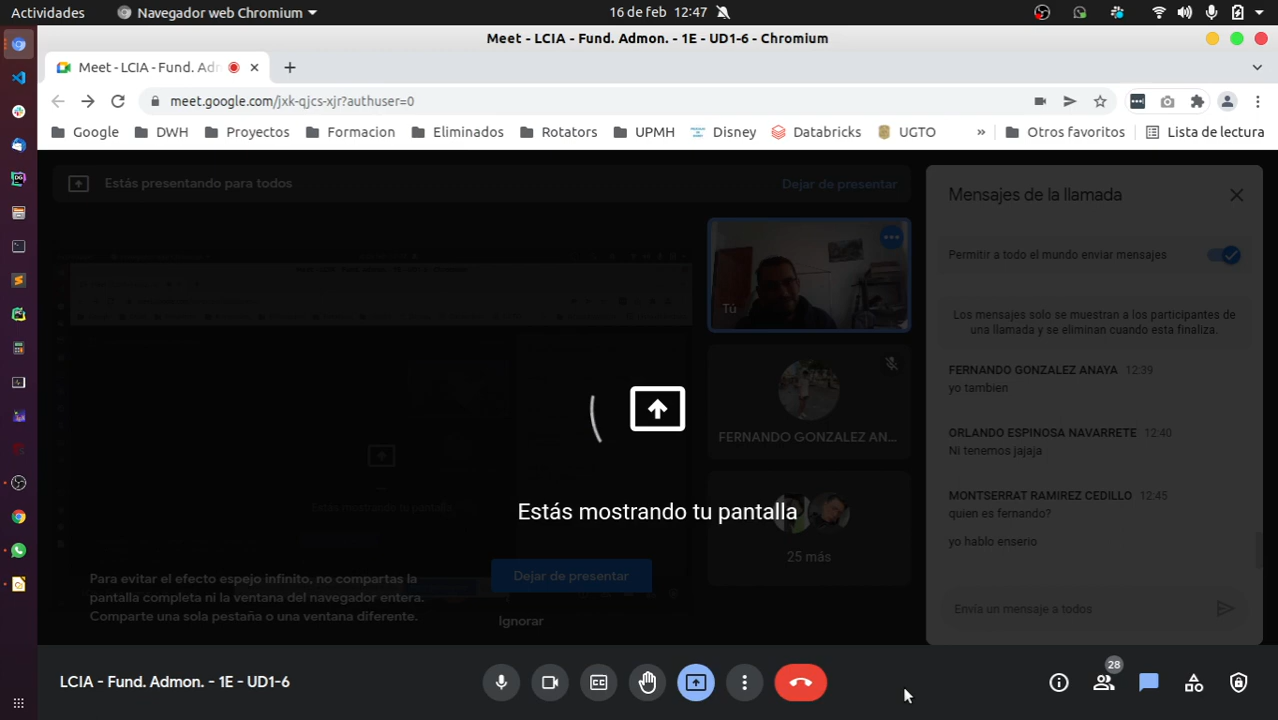 Actividades
Navegador web Chromium
16 de feb 12:47
Meet - LCIA - Fund. Admon. - 1E - UD1-6 - Chromium
Meet - LCIA - Fund. Adm
meet.google.com/jxk-qjcs-xjr?authuser=0
Google
DWH
Proyectos
Formacion
Eliminados
Rotators
UPMH
Disney
Databricks
UGTO
»
Otros favoritos
Lista de lectura
Estás presentando para todos
Dejar de presentar
Tú
FERNANDO GONZALEZ AN...
25 más
Estás mostrando tu pantalla
Dejar de presentar
Ignorar
Para evitar el efecto espejo infinito, no compartas la
pantalla completa ni la ventana del navegador entera.
Comparte una sola pestaña o una ventana diferente.
Mensajes de la llamada
Permitir a todo el mundo enviar mensajes
Los mensajes solo se muestran a los participantes de
una llamada y se eliminan cuando esta finaliza.
FERNANDO GONZALEZ ANAYA 12:39
yo tambien
ORLANDO ESPINOSA NAVARRETE 12:40
Ni tenemos jajaja
MONTSERRAT RAMIREZ CEDILLO 12:45
quien es fernando?
yo hablo enserio
Envía un mensaje a todos
LCIA - Fund. Admon. - 1E - UD1-6
28